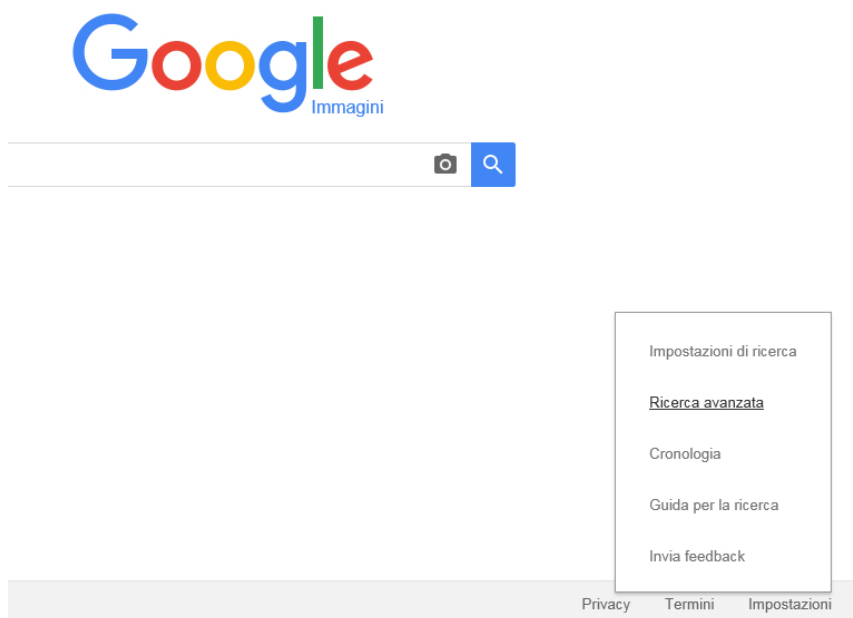 Google
Immagini
Impostazioni di ricerca
Ricerca avanzata
Cronologia
Guida per la ricerca
Invia feedback
Privacy Termini Impostazioni